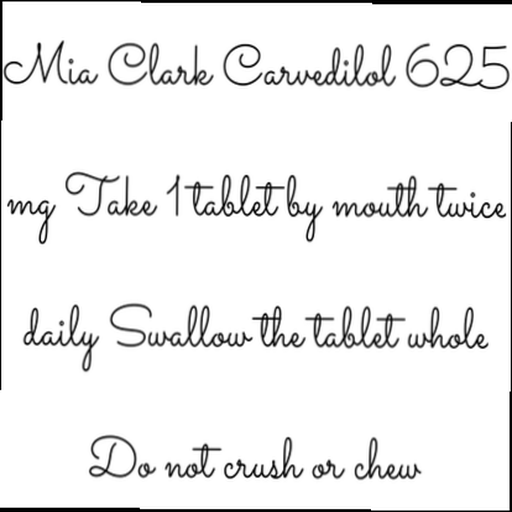 Mia Clark Carvedilol 625
mg Take 1 tablet by mouth twice
daily Swallow the tablet whole
Do not crush or chew